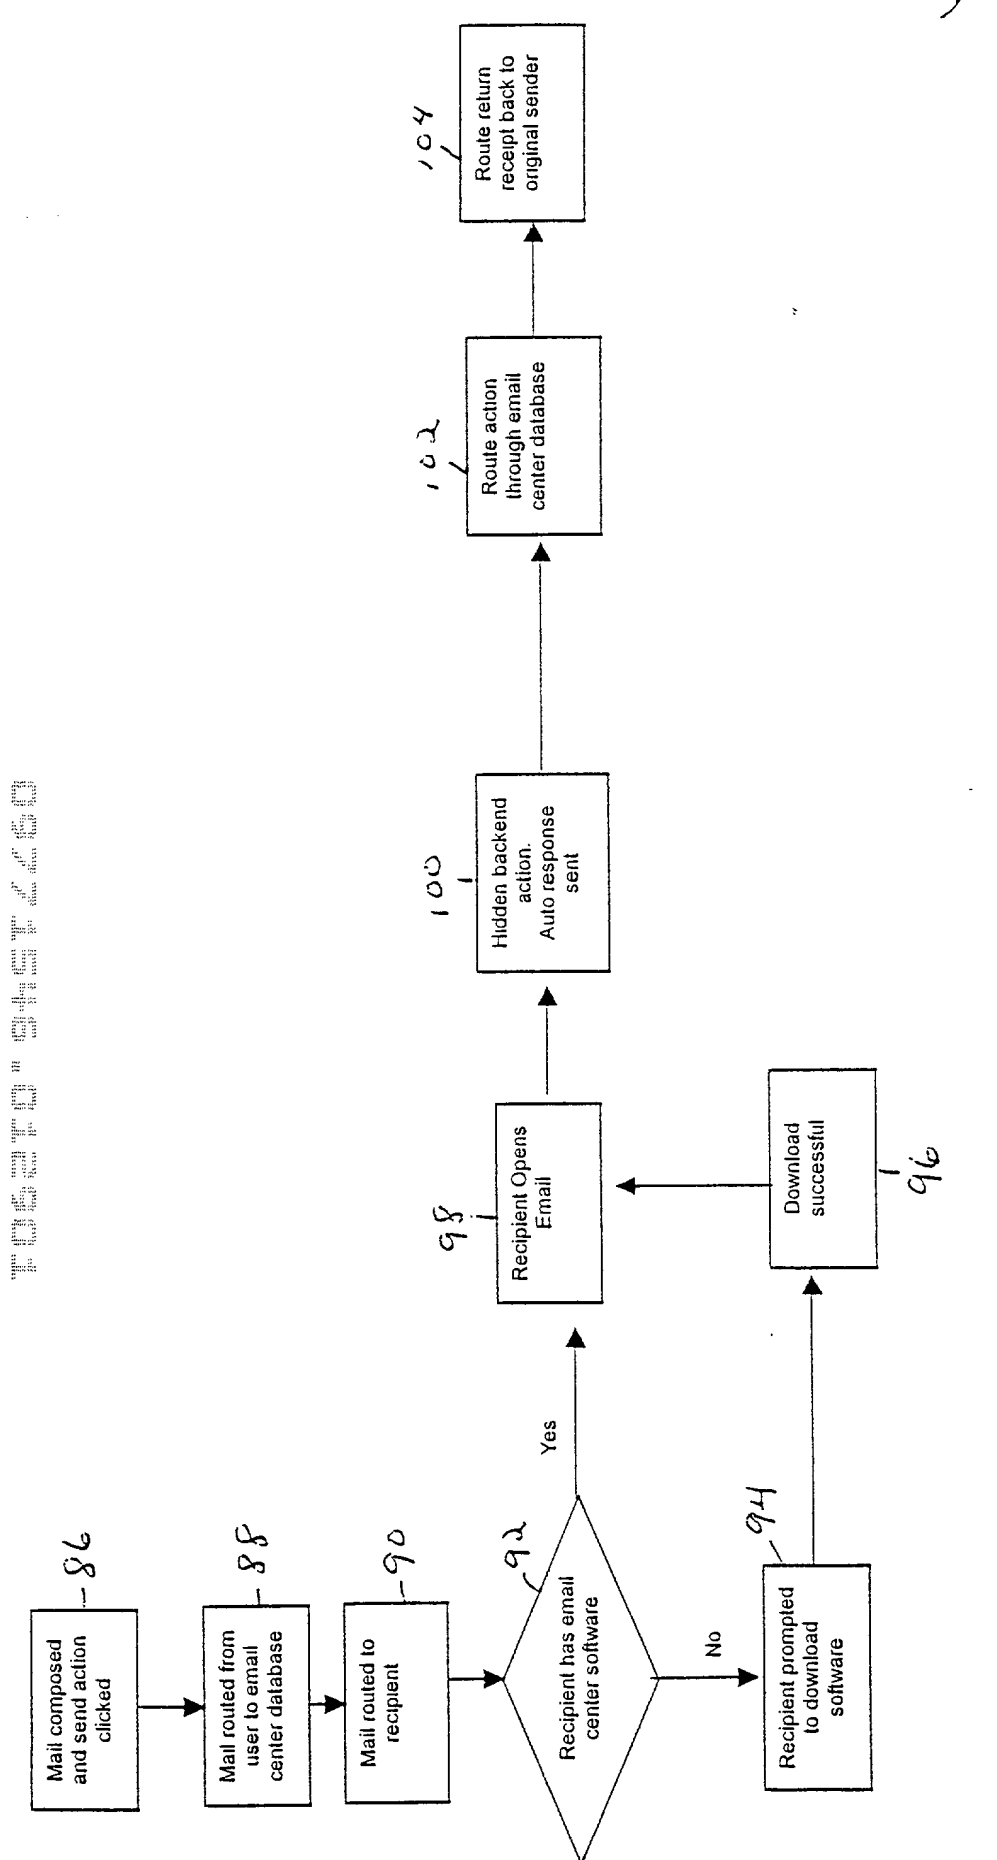 86
Mail composed
and send action
clicked
88
Mail routed from
user to email
center database
90
Mail routed to
recipient
92
Recipient has email
center software
Yes
No
94
Recipient prompted
to download
software
96
Download
successful
98
Recipient Opens
Email
100
Hidden backend
action.
Auto response
sent
102
Route action
through email
center database
104
Route return
receipt back to
original sender